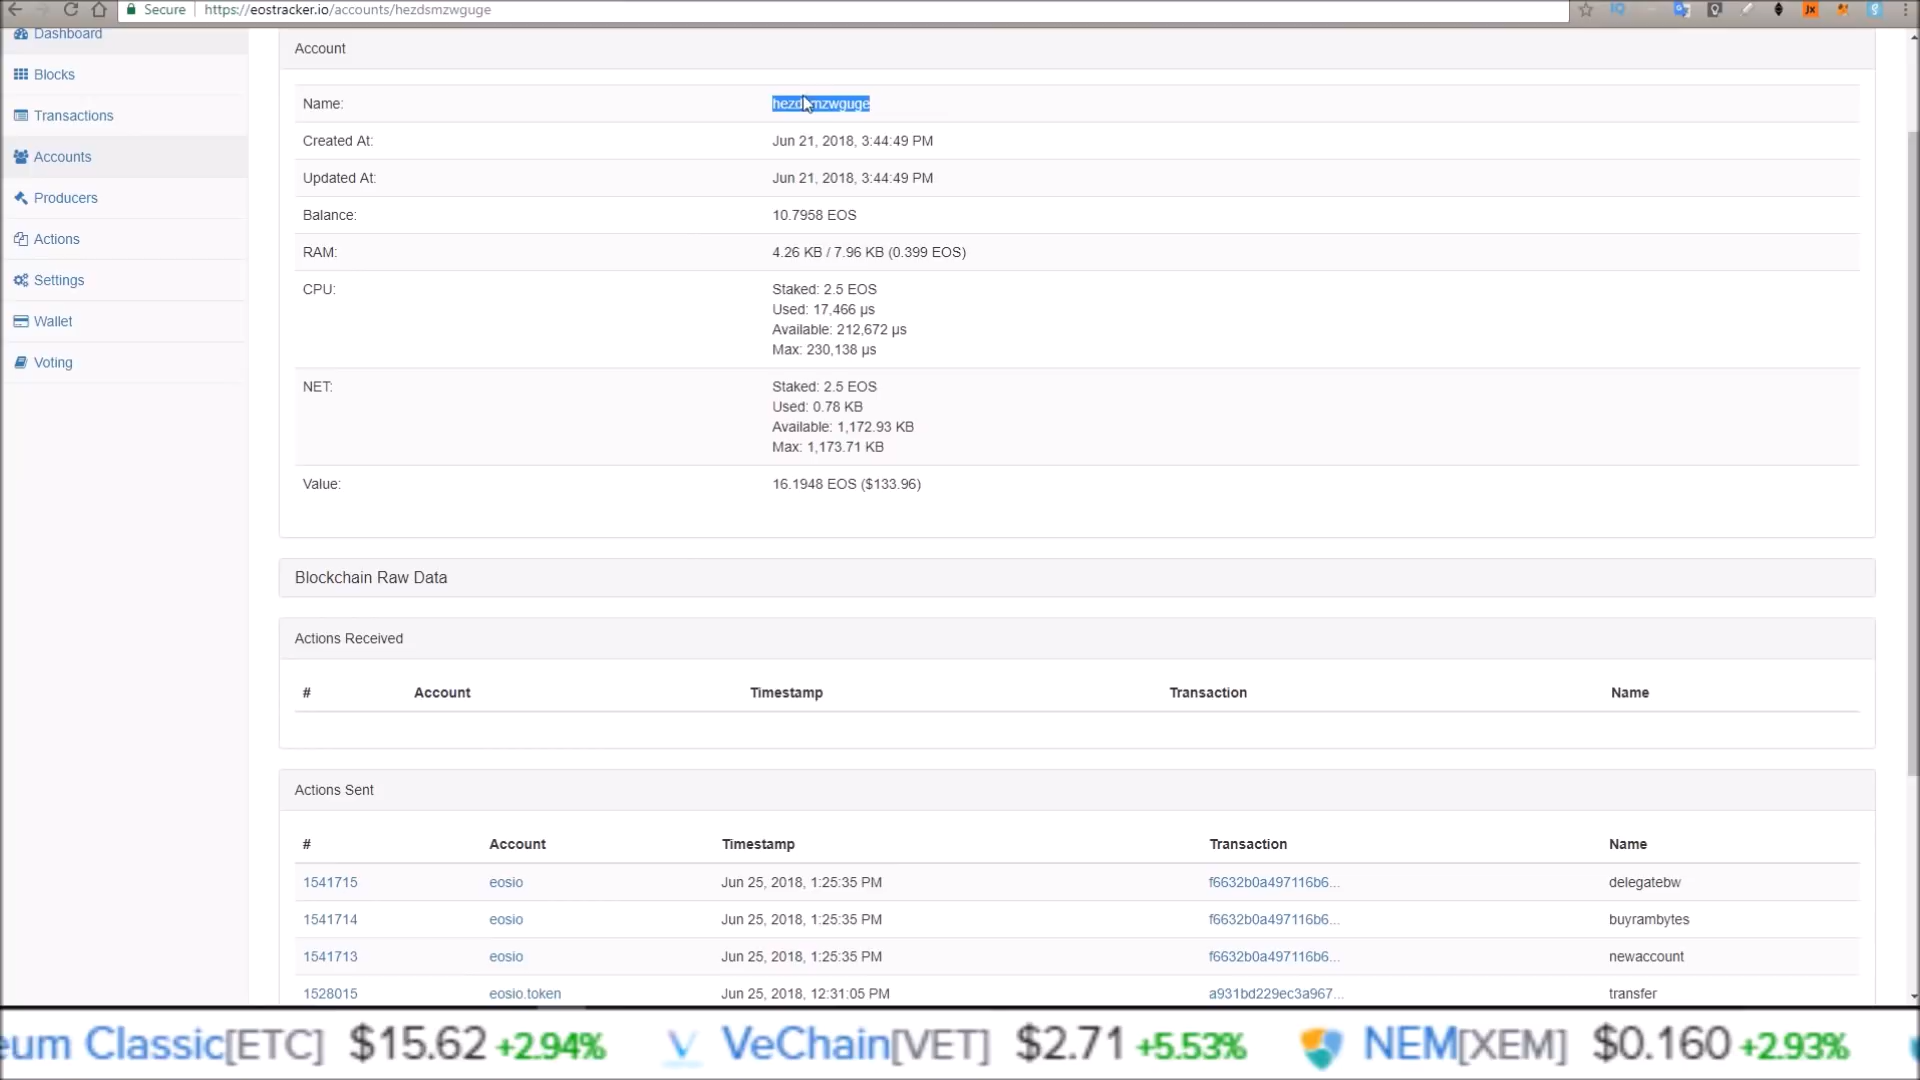 Secure https://eostracker.io/accounts/hezdsmzwguge
Dashboard
Blocks
Transactions
Accounts
Producers
Actions
Settings
Wallet
Voting
Account
Name: hezdsmzwguge
Created At: Jun 21, 2018, 3:44:49 PM
Updated At: Jun 21, 2018, 3:44:49 PM
Balance: 10.7958 EOS
RAM: 4.26 KB / 7.96 KB (0.399 EOS)
CPU: Staked: 2.5 EOS
Used: 17,466 µs
Available: 212,672 µs
Max: 230,138 µs
NET: Staked: 2.5 EOS
Used: 0.78 KB
Available: 1,172.93 KB
Max: 1,173.71 KB
Value: 16.1948 EOS ($133.96)
Blockchain Raw Data
Actions Received
# Account Timestamp Transaction Name
Actions Sent
# Account Timestamp Transaction Name
1541715 eosio Jun 25, 2018, 1:25:35 PM f6632b0a497116b6... delegatebw
1541714 eosio Jun 25, 2018, 1:25:35 PM f6632b0a497116b6... buyrambytes
1541713 eosio Jun 25, 2018, 1:25:35 PM f6632b0a497116b6... newaccount
1528015 eosio.token Jun 25, 2018, 12:31:05 PM a931bd229ec3a967... transfer
eum Classic[ETC] $15.62 +2.94% VeChain[VET] $2.71 +5.53% NEM[XEM] $0.160 +2.93%